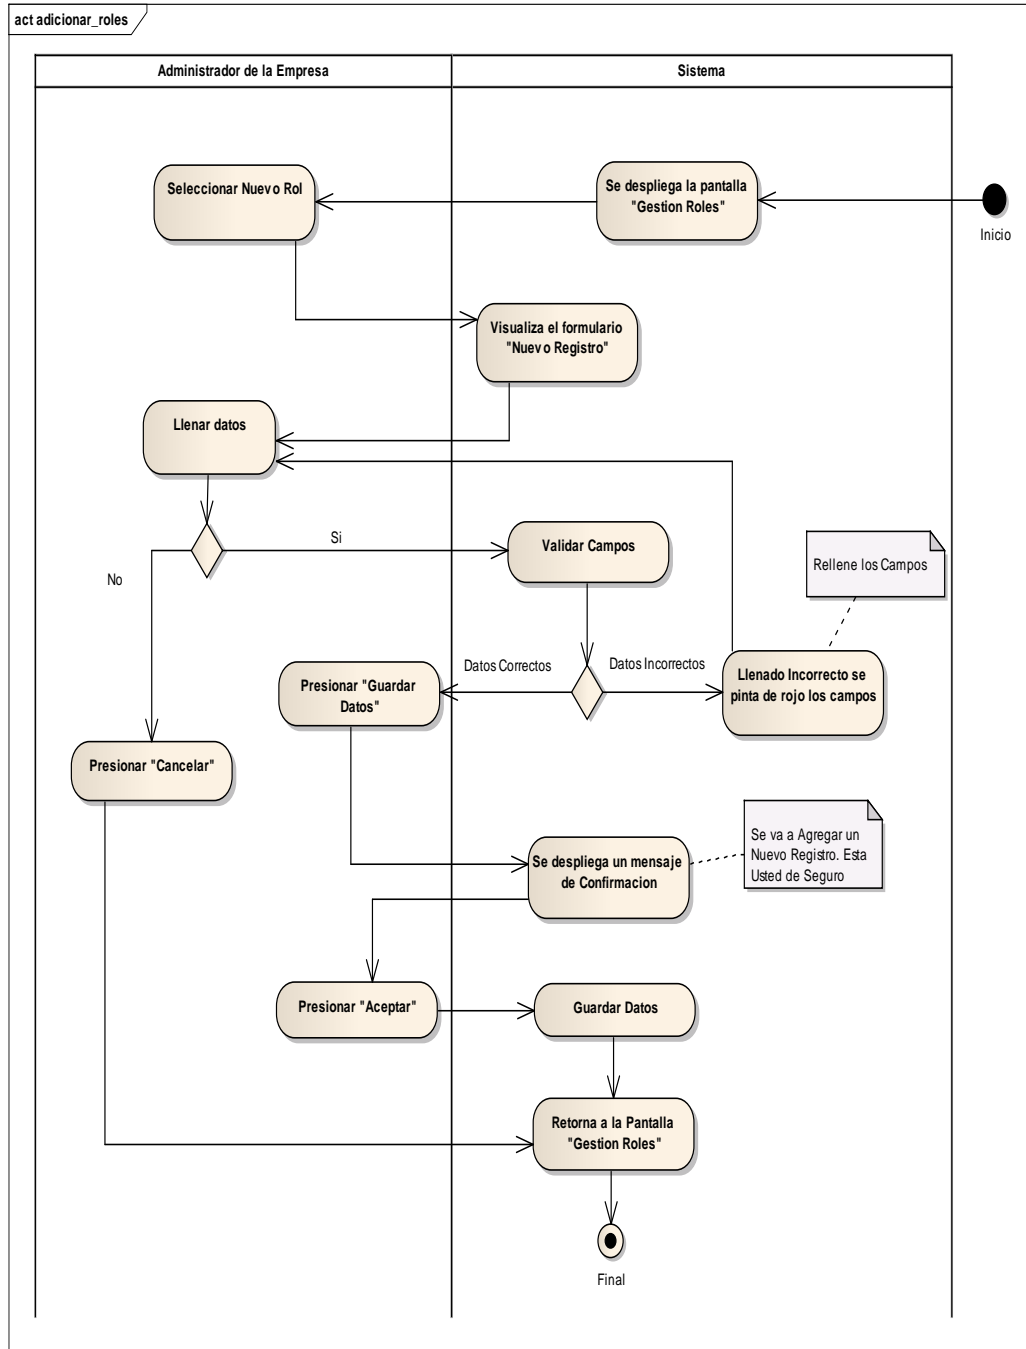 act adicionar_roles
Administrador de la Empresa
Sistema
Seleccionar Nuevo Rol
Se despliega la pantalla
"Gestion Roles"
Inicio
Visualiza el formulario
"Nuevo Registro"
Llenar datos
Si
No
Validar Campos
Rellene los Campos
Datos Correctos
Datos Incorrectos
Presionar "Guardar
Datos"
Llenado Incorrecto se
pinta de rojo los campos
Presionar "Cancelar"
Se despliega un mensaje
de Confirmacion
Se va a Agregar un
Nuevo Registro. Esta
Usted de Seguro
Presionar "Aceptar"
Guardar Datos
Retorna a la Pantalla
"Gestion Roles"
Final